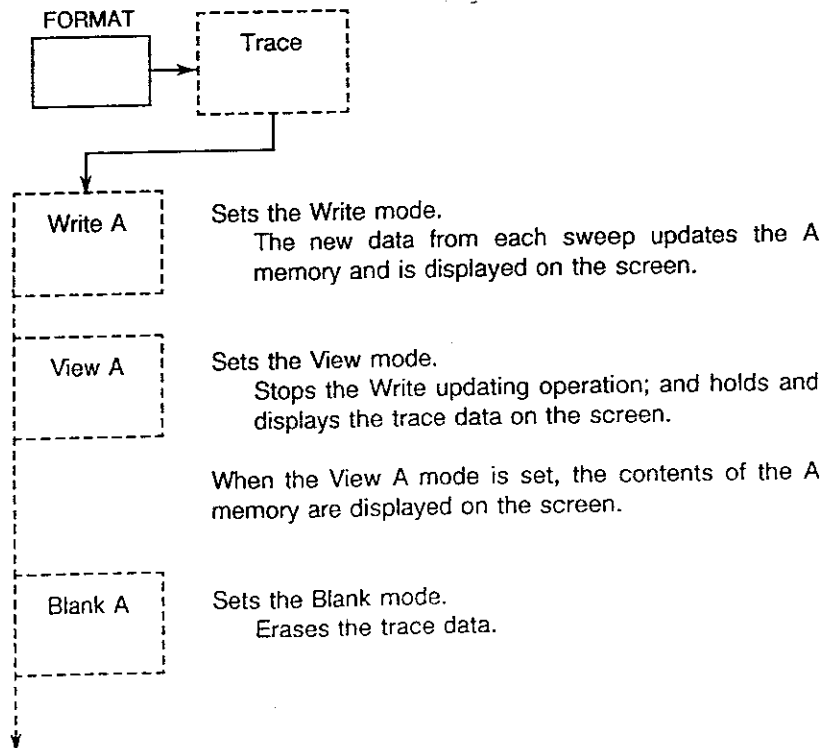 FORMAT
Trace
Write A
Sets the Write mode.
The new data from each sweep updates the A
memory and is displayed on the screen.
View A
Sets the View mode.
Stops the Write updating operation; and holds and
displays the trace data on the screen.
When the View A mode is set, the contents of the A
memory are displayed on the screen.
Blank A
Sets the Blank mode.
Erases the trace data.